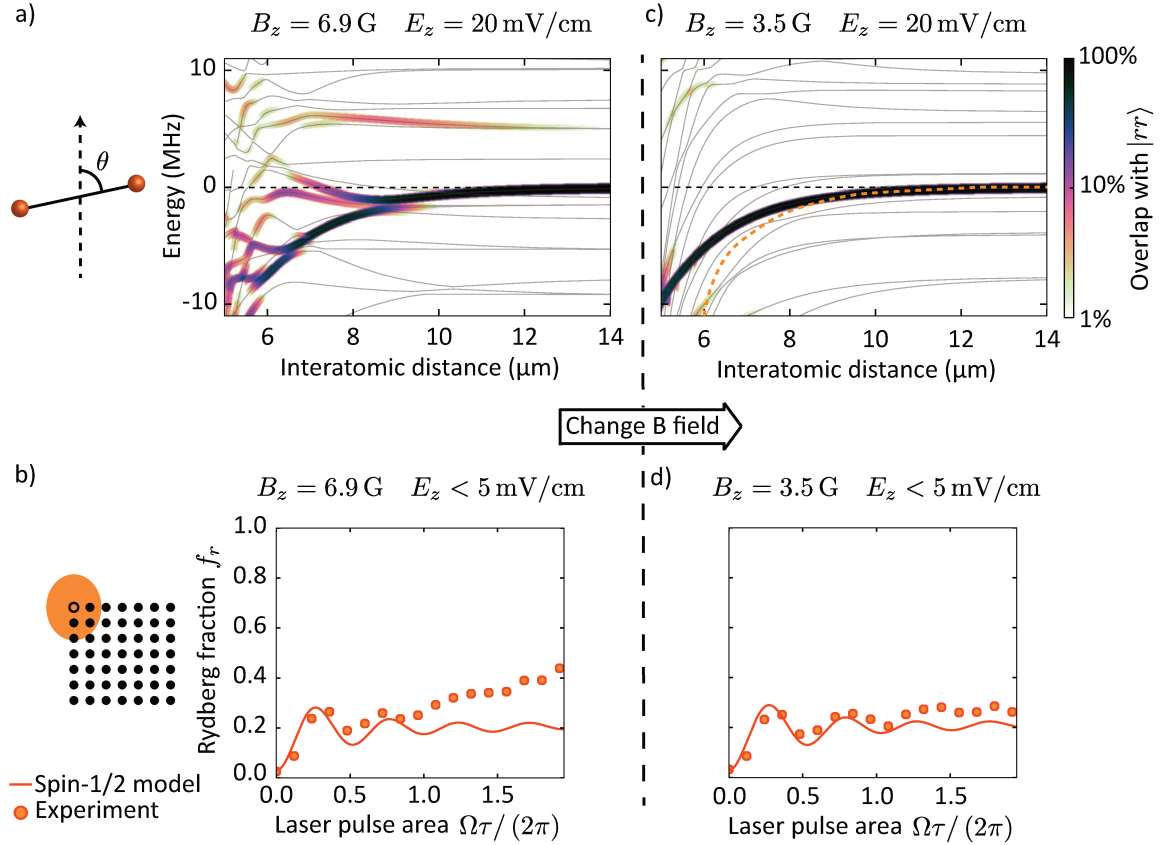 a)
B_z = 6.9 G E_z = 20 mV/cm
θ
Energy (MHz)
10
0
-10
6 8 10 12 14
Interatomic distance (μm)
c)
B_z = 3.5 G E_z = 20 mV/cm
6 8 10 12 14
Interatomic distance (μm)
100%
10%
1%
Overlap with |rr⟩
Change B field
b)
B_z = 6.9 G E_z < 5 mV/cm
Rydberg fraction f_r
1.0
0.8
0.6
0.4
0.2
0.0
0.0 0.5 1.0 1.5
Laser pulse area Ωτ/(2π)
Spin-1/2 model
Experiment
d)
B_z = 3.5 G E_z < 5 mV/cm
0.0 0.5 1.0 1.5
Laser pulse area Ωτ/(2π)